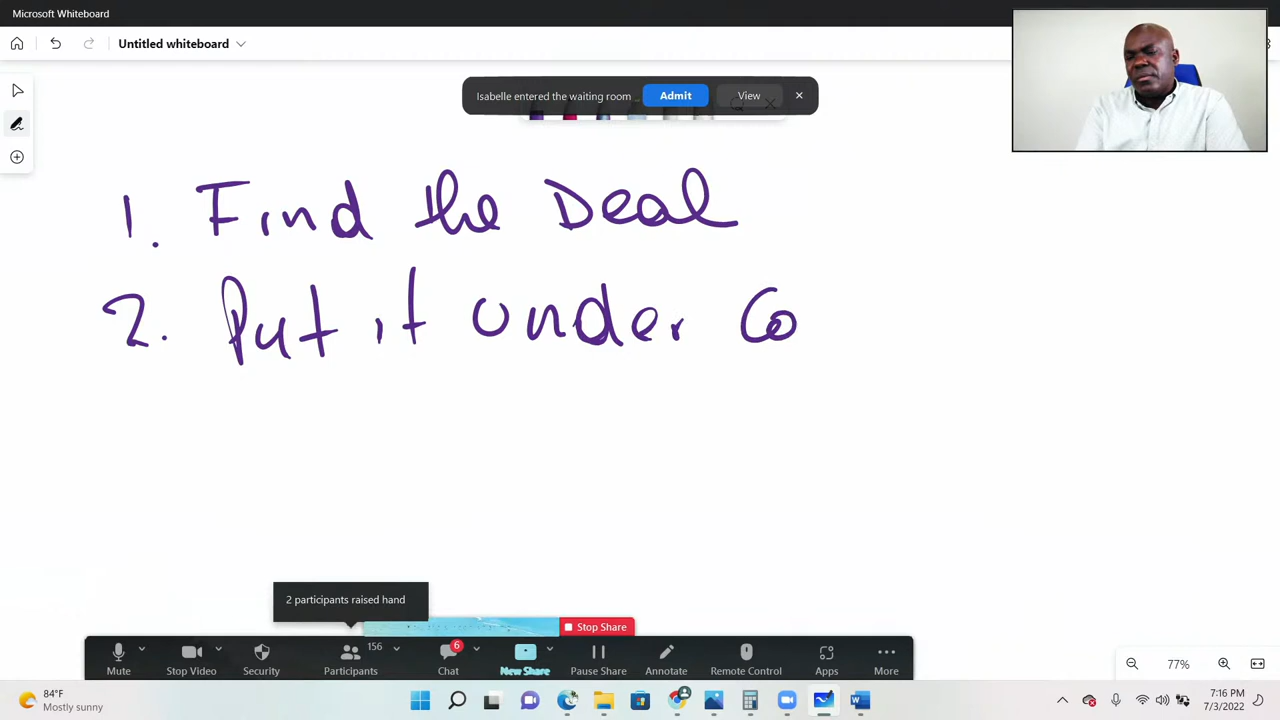 Microsoft Whiteboard
Untitled whiteboard
Isabelle entered the waiting room Admit View
1. Find the Deal
2. Put it under Co
2 participants raised hand
Stop Share
156 6
Mute Stop Video Security Participants Chat New Share Pause Share Annotate Remote Control Apps More
77%
84°F
Mostly sunny
7:16 PM
7/3/2022